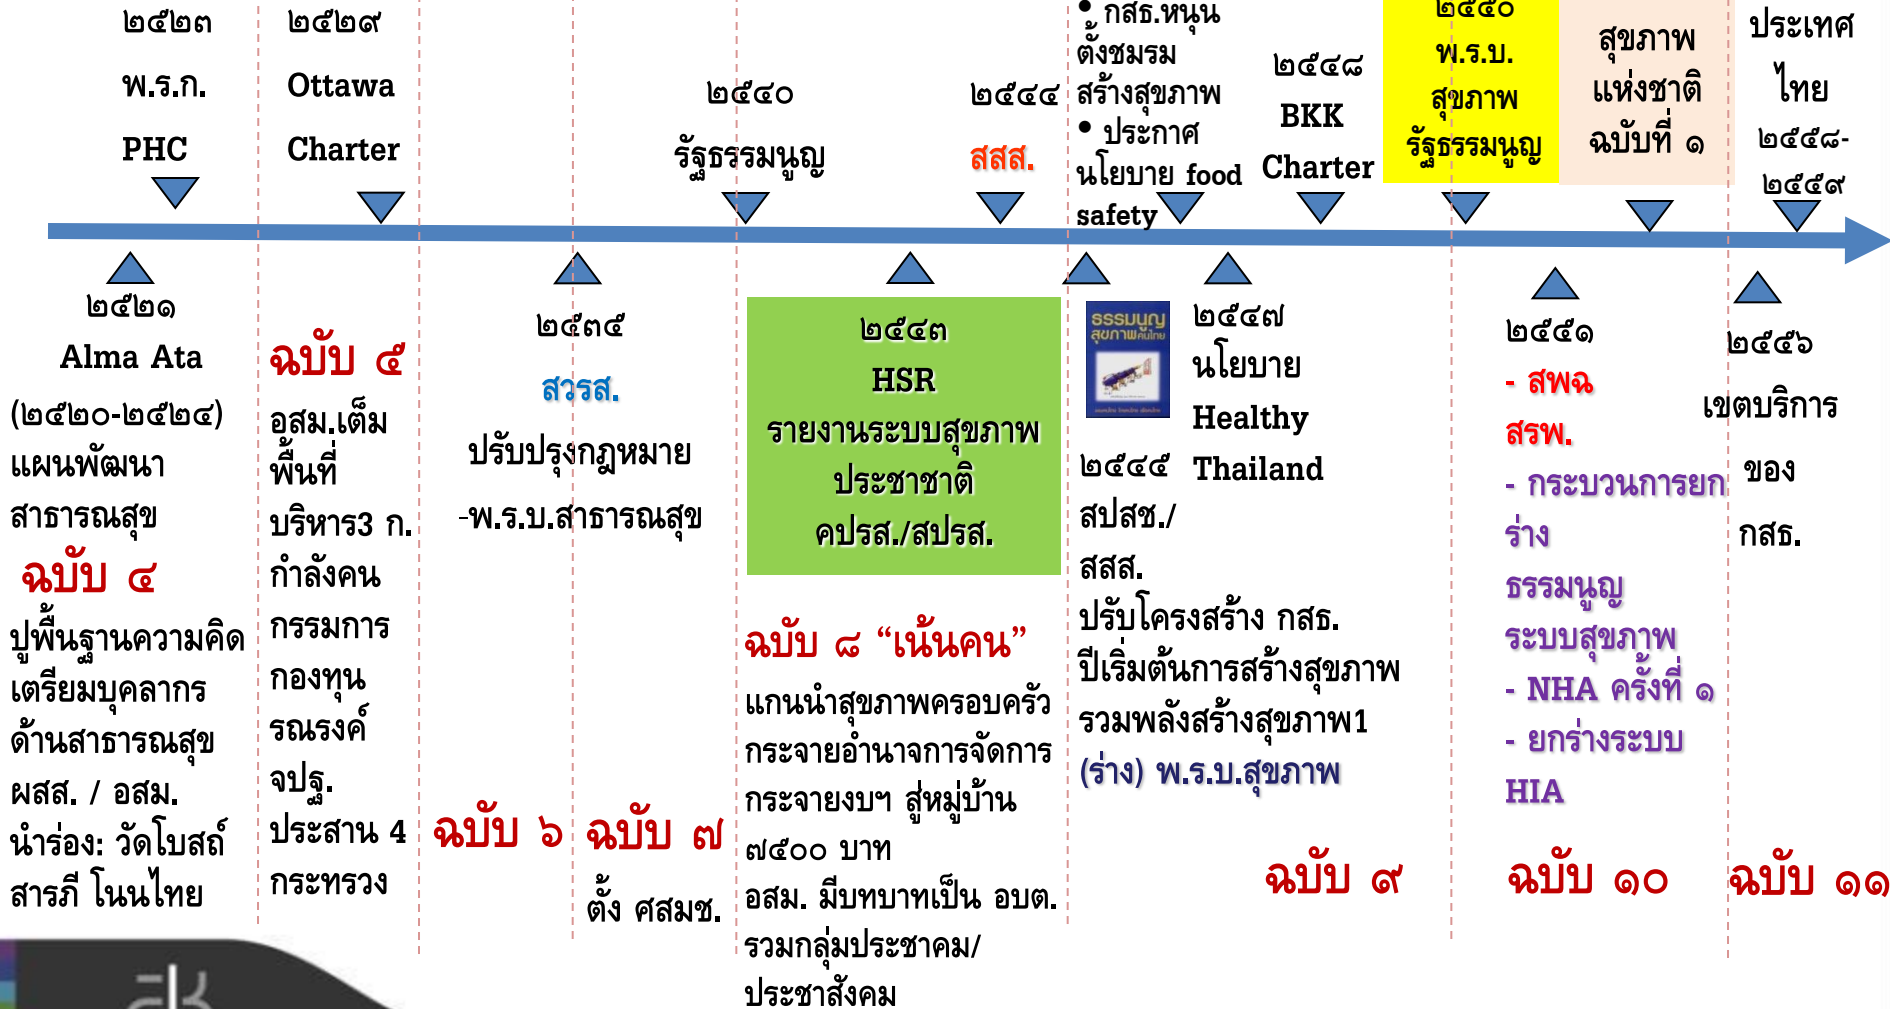 ๒๕๒๓
พ.ร.ก.
PHC
๒๕๒๙
Ottawa
Charter
๒๕๔๐
รัฐธรรมนูญ
๒๕๔๔
สสส.
• กสธ.หนุน
ตั้งชมรม
สร้างสุขภาพ
• ประกาศ
นโยบาย food
safety
๒๕๔๘
BKK
Charter
๒๕๕๐
พ.ร.บ.
สุขภาพ
รัฐธรรมนูญ
สุขภาพ
แห่งชาติ
ฉบับที่ ๑
ประเทศ
ไทย
๒๕๕๘-
๒๕๕๙
๒๕๒๑
Alma Ata
(๒๕๒๐-๒๕๒๔)
แผนพัฒนา
สาธารณสุข
ฉบับ ๔
ปูพื้นฐานความคิด
เตรียมบุคลากร
ด้านสาธารณสุข
ผสส. / อสม.
นำร่อง: วัดโบสถ์
สารภี โนนไทย
ฉบับ ๕
อสม.เต็ม
พื้นที่
บริหาร3 ก.
กำลังคน
กรรมการ
กองทุน
รณรงค์
จปฐ.
ประสาน 4
กระทรวง
๒๕๓๕
สวรส.
ปรับปรุงกฎหมาย
-พ.ร.บ.สาธารณสุข
ฉบับ ๖
ฉบับ ๗
ตั้ง ศสมช.
๒๕๔๓
HSR
รายงานระบบสุขภาพ
ประชาชาติ
คปรส./สปรส.
ฉบับ ๘ “เน้นคน”
แกนนำสุขภาพครอบครัว
กระจายอำนาจการจัดการ
กระจายงบฯ สู่หมู่บ้าน
๗๕๐๐ บาท
อสม. มีบทบาทเป็น อบต.
รวมกลุ่มประชาคม/
ประชาสังคม
ธรรมนูญ
สุขภาพคนไทย
๒๕๔๕
สปสช./
สสส.
ปรับโครงสร้าง กสธ.
ปีเริ่มต้นการสร้างสุขภาพ
รวมพลังสร้างสุขภาพ1
(ร่าง) พ.ร.บ.สุขภาพ
๒๕๔๗
นโยบาย
Healthy
Thailand
ฉบับ ๙
๒๕๕๑
- สพฉ
สรพ.
- กระบวนการยก
ร่าง
ธรรมนูญ
ระบบสุขภาพ
- NHA ครั้งที่ ๑
- ยกร่างระบบ
HIA
ฉบับ ๑๐
๒๕๕๖
เขตบริการ
ของ
กสธ.
ฉบับ ๑๑